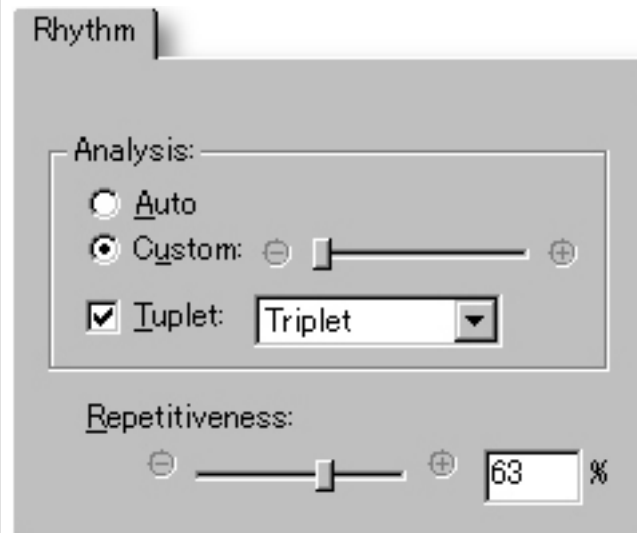 Rhythm
Analysis:
Auto
Custom:
Tuplet: Triplet
Repetitiveness:
63 %